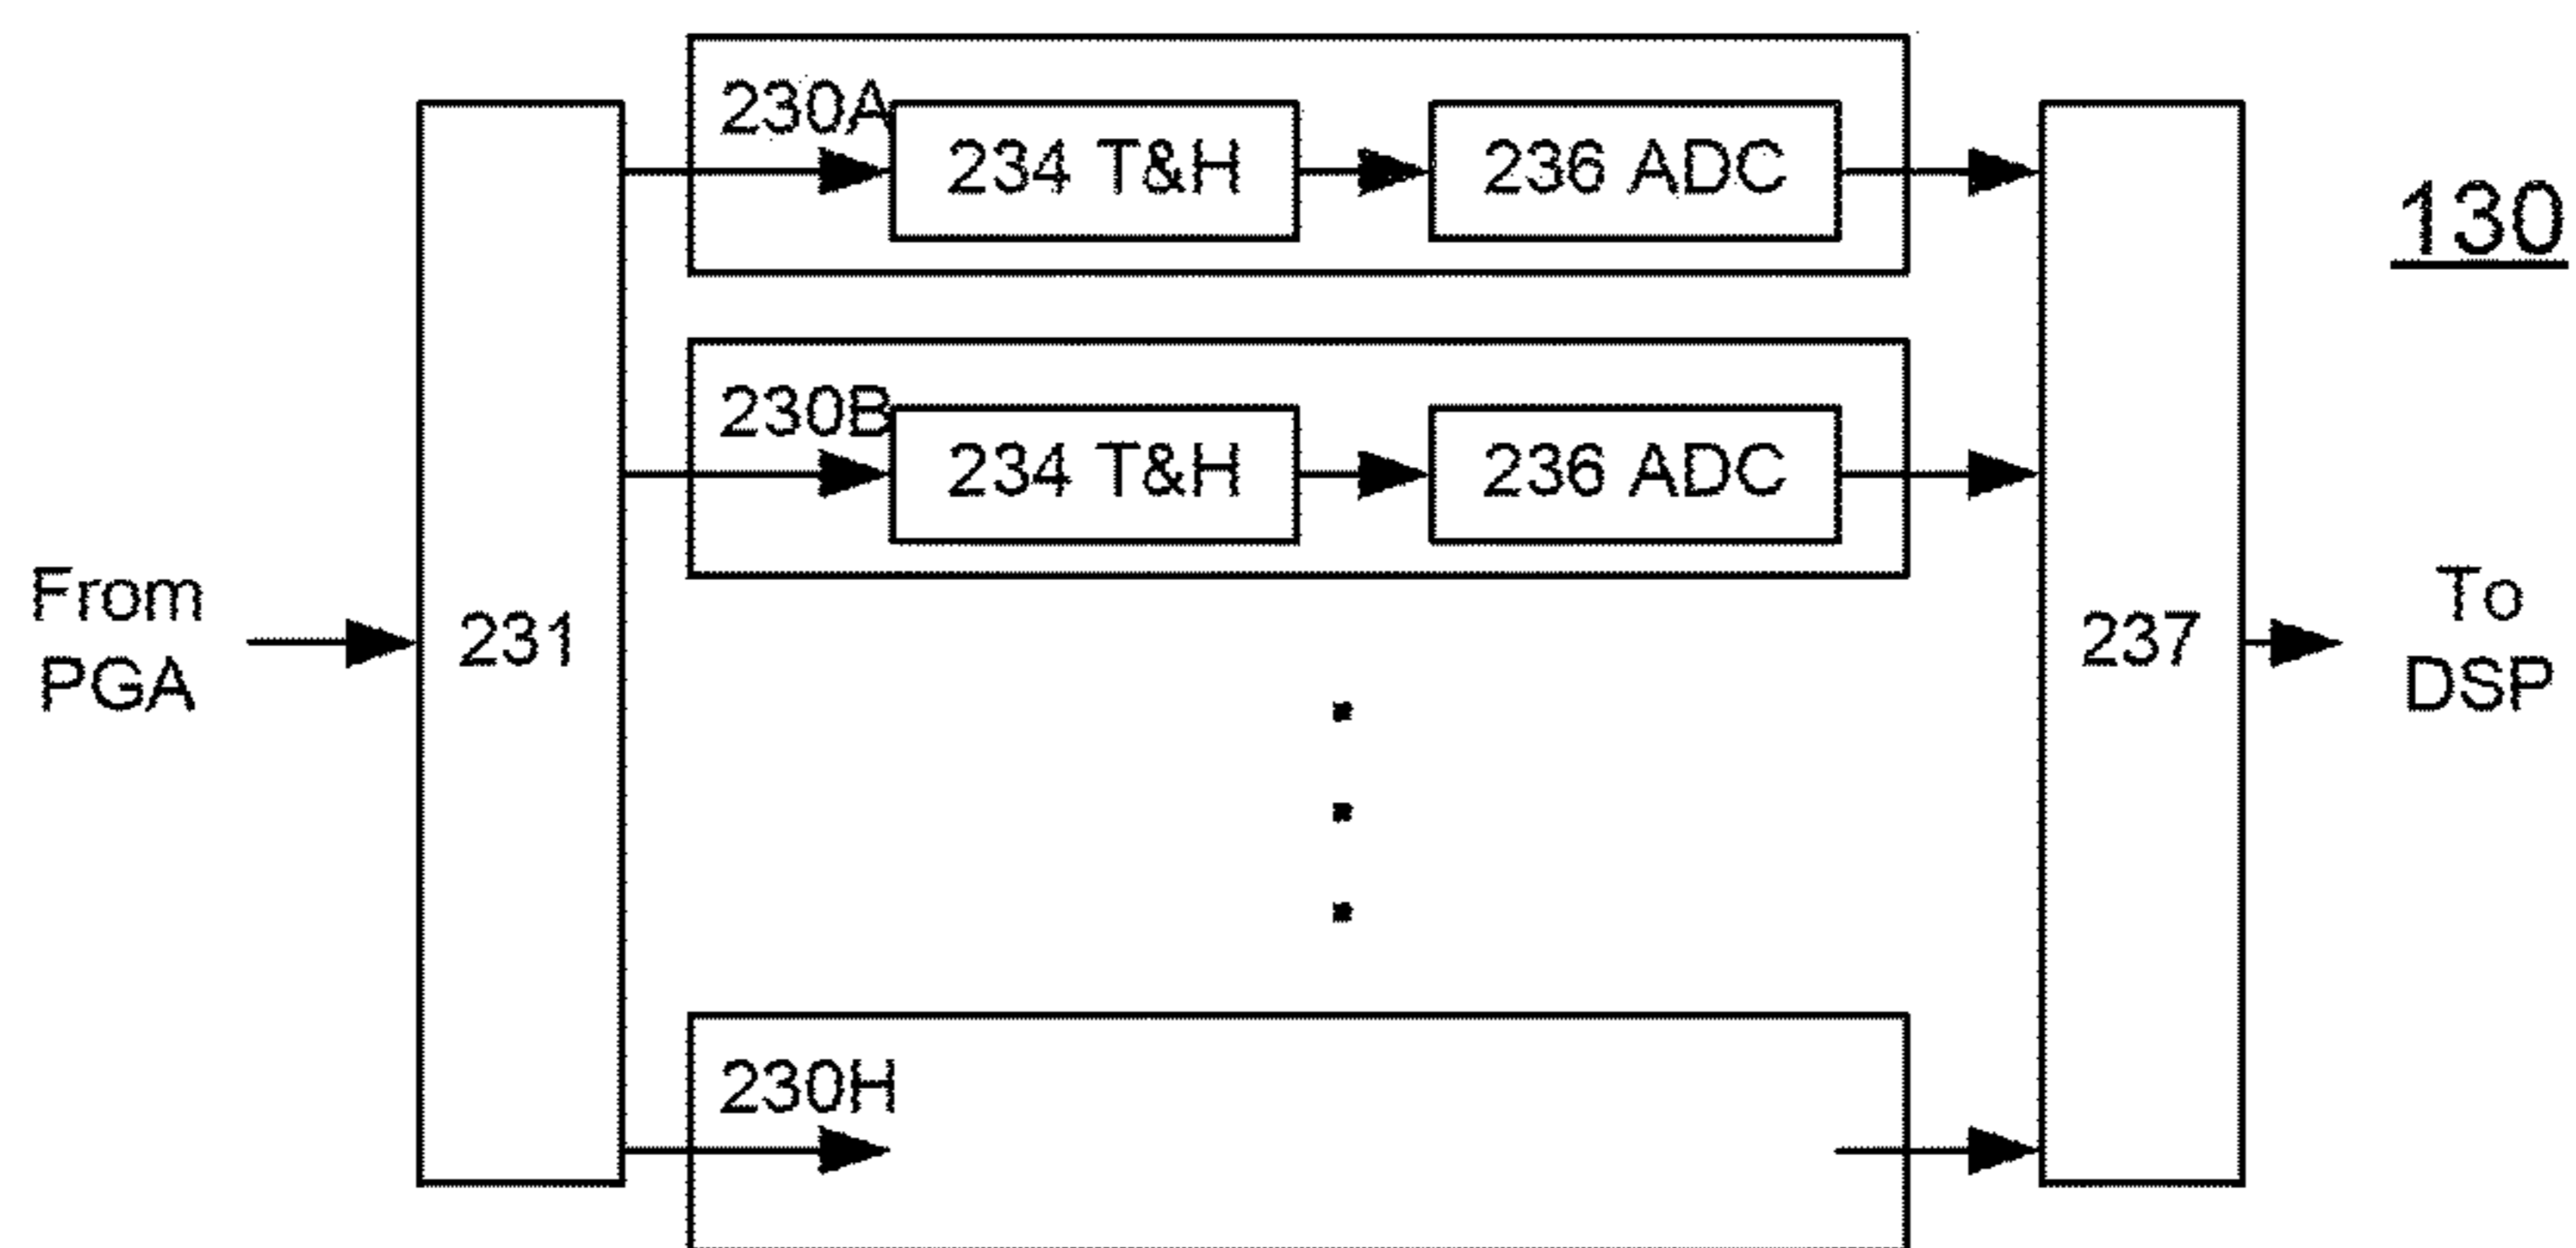 230A
234 T&H
236 ADC
130
230B
234 T&H
236 ADC
From
PGA
231
237
To
DSP
230H